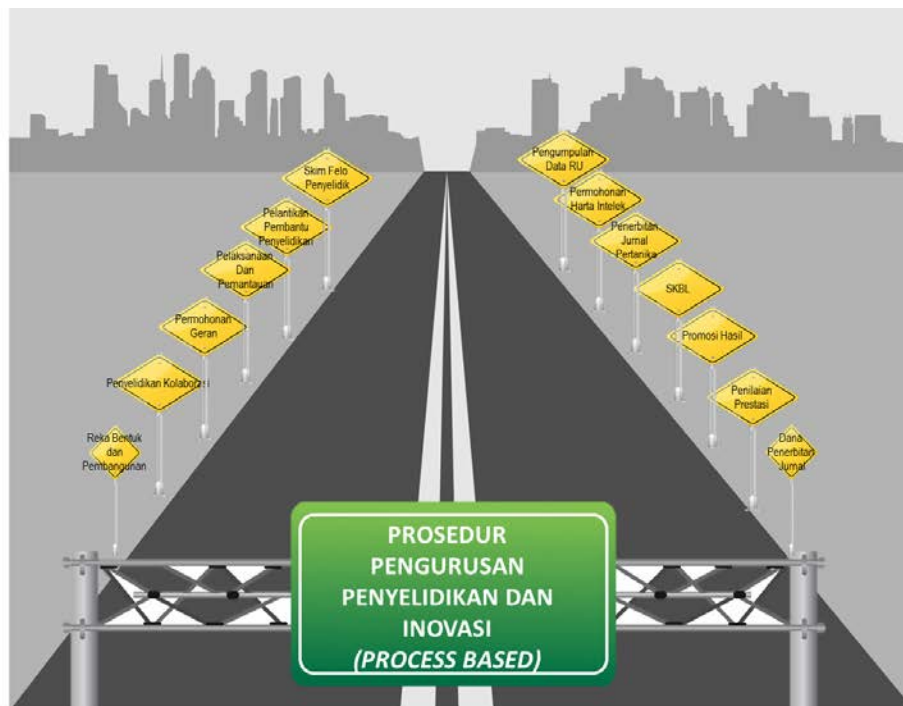 Skim Felo
Penyelidik
Pelantikan
Pembantu
Penyelidikan
Pelaksanaan
Dan
Pemantauan
Permohonan
Geran
Penyelidikan Kolaborasi
Reka Bentuk
dan
Pembangunan
Pengumpulan
Data RU
Permohonan
Harta Intelek
Penerbitan
Jurnal
Pertanika
SKBL
Promosi Hasil
Penilaian
Prestasi
Dana
Penerbitan
Jurnal
PROSEDUR
PENGURUSAN
PENYELIDIKAN DAN
INOVASI
(PROCESS BASED)